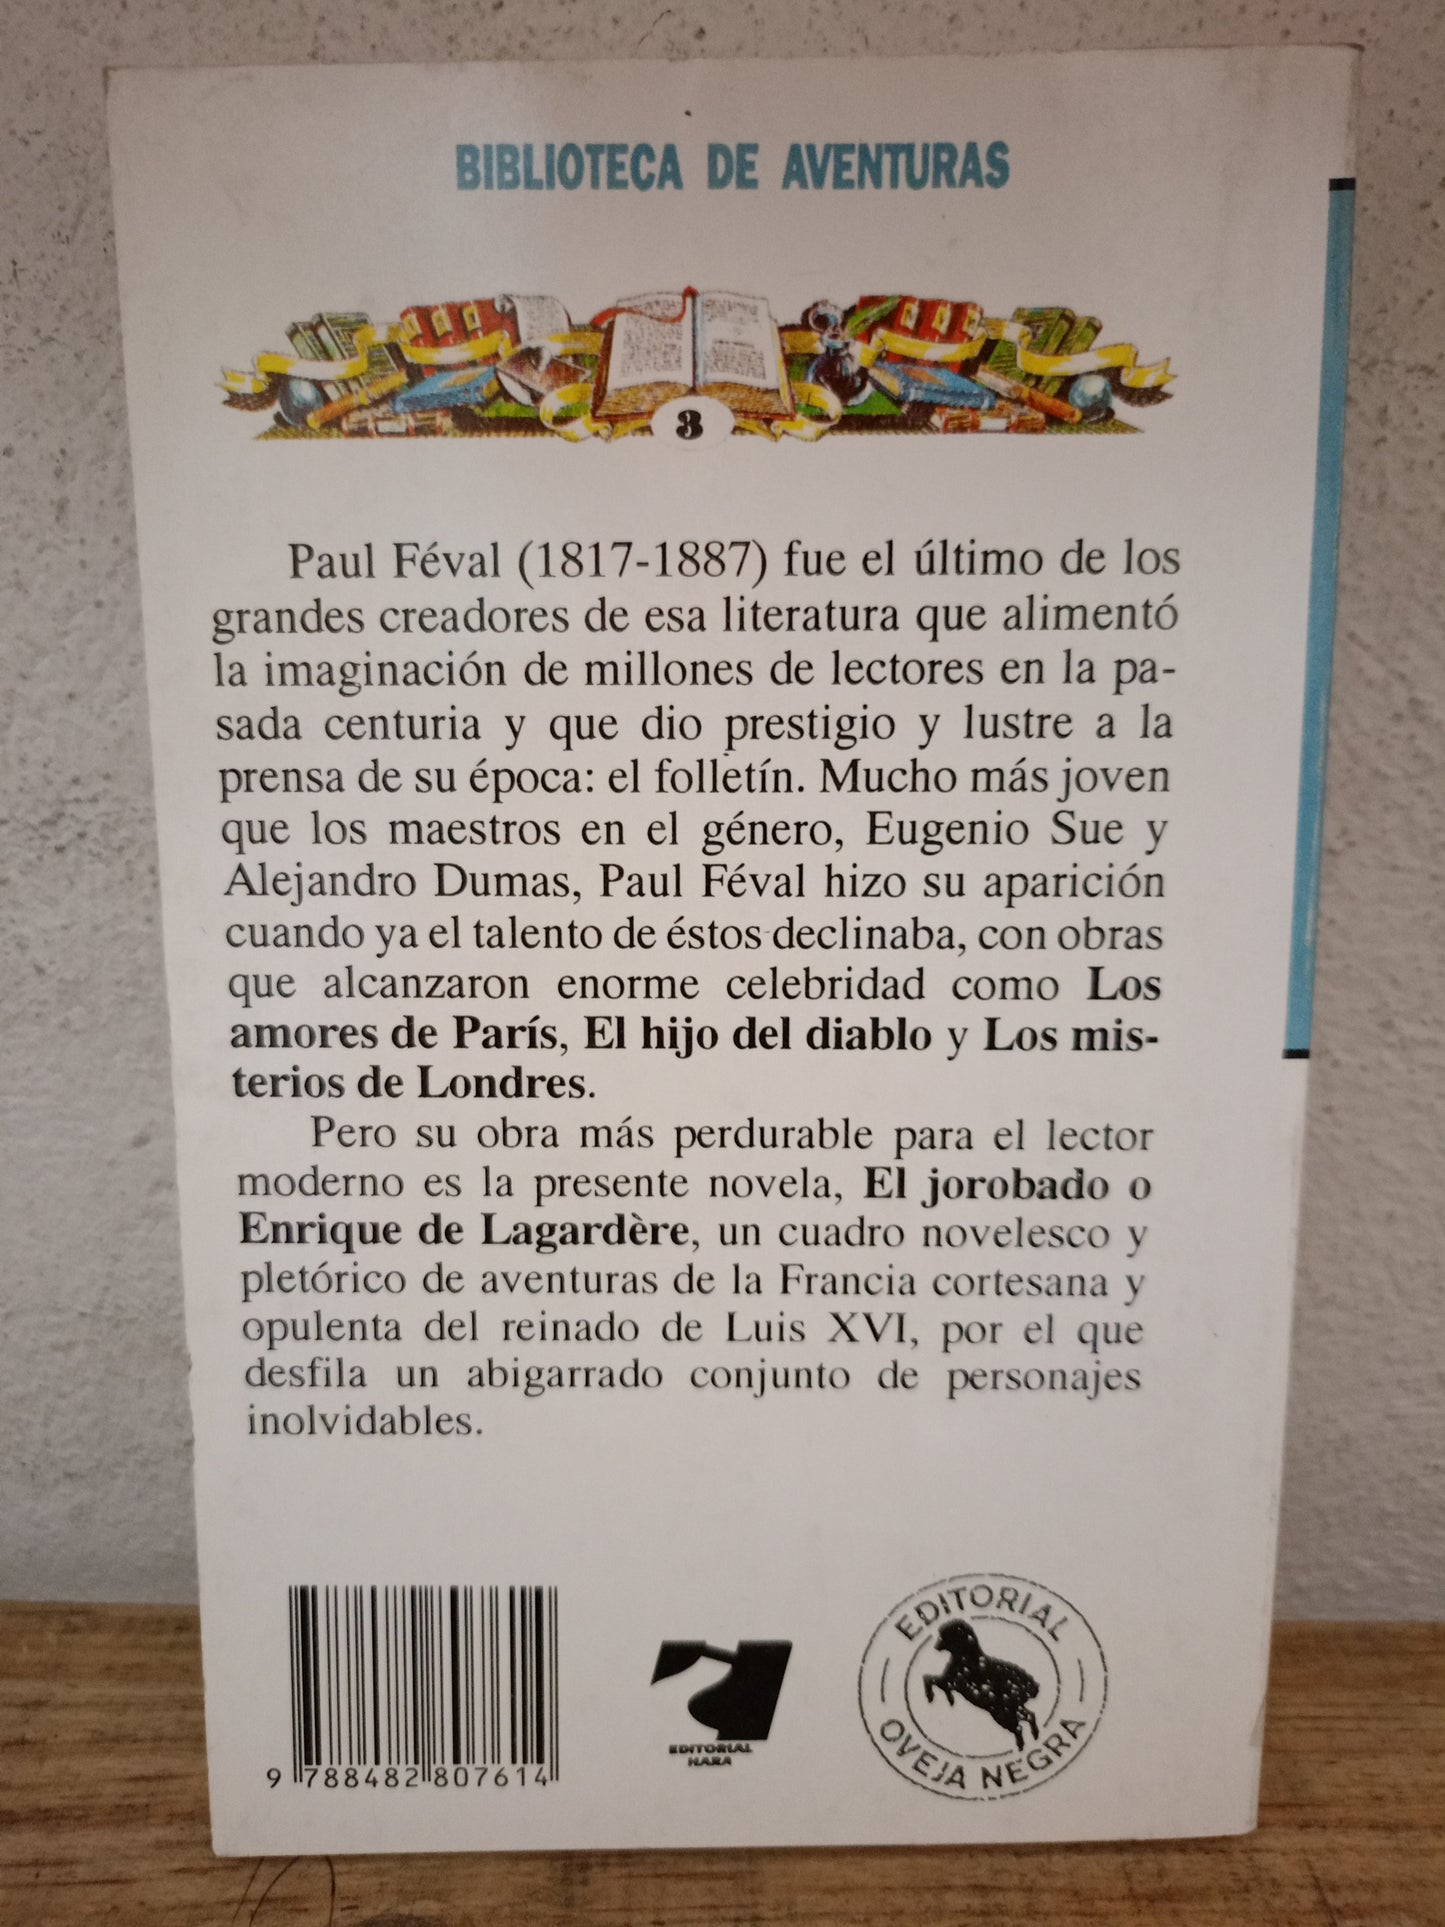 BIBLIOTECA DE AVENTURAS
3
Paul Féval (1817-1887) fue el último de los
grandes creadores de esa literatura que alimentó
la imaginación de millones de lectores en la pa-
sada centuria y que dio prestigio y lustre a la
prensa de su época: el folletín. Mucho más joven
que los maestros en el género, Eugenio Sue y
Alejandro Dumas, Paul Féval hizo su aparición
cuando ya el talento de éstos declinaba, con obras
que alcanzaron enorme celebridad como Los
amores de París, El hijo del diablo y Los mis-
terios de Londres.
Pero su obra más perdurable para el lector
moderno es la presente novela, El jorobado o
Enrique de Lagardère, un cuadro novelesco y
pletórico de aventuras de la Francia cortesana y
opulenta del reinado de Luis XVI, por el que
desfila un abigarrado conjunto de personajes
inolvidables.
9 788482 807614
EDITORIAL
NARA
EDITORIAL
OVEJA NEGRA